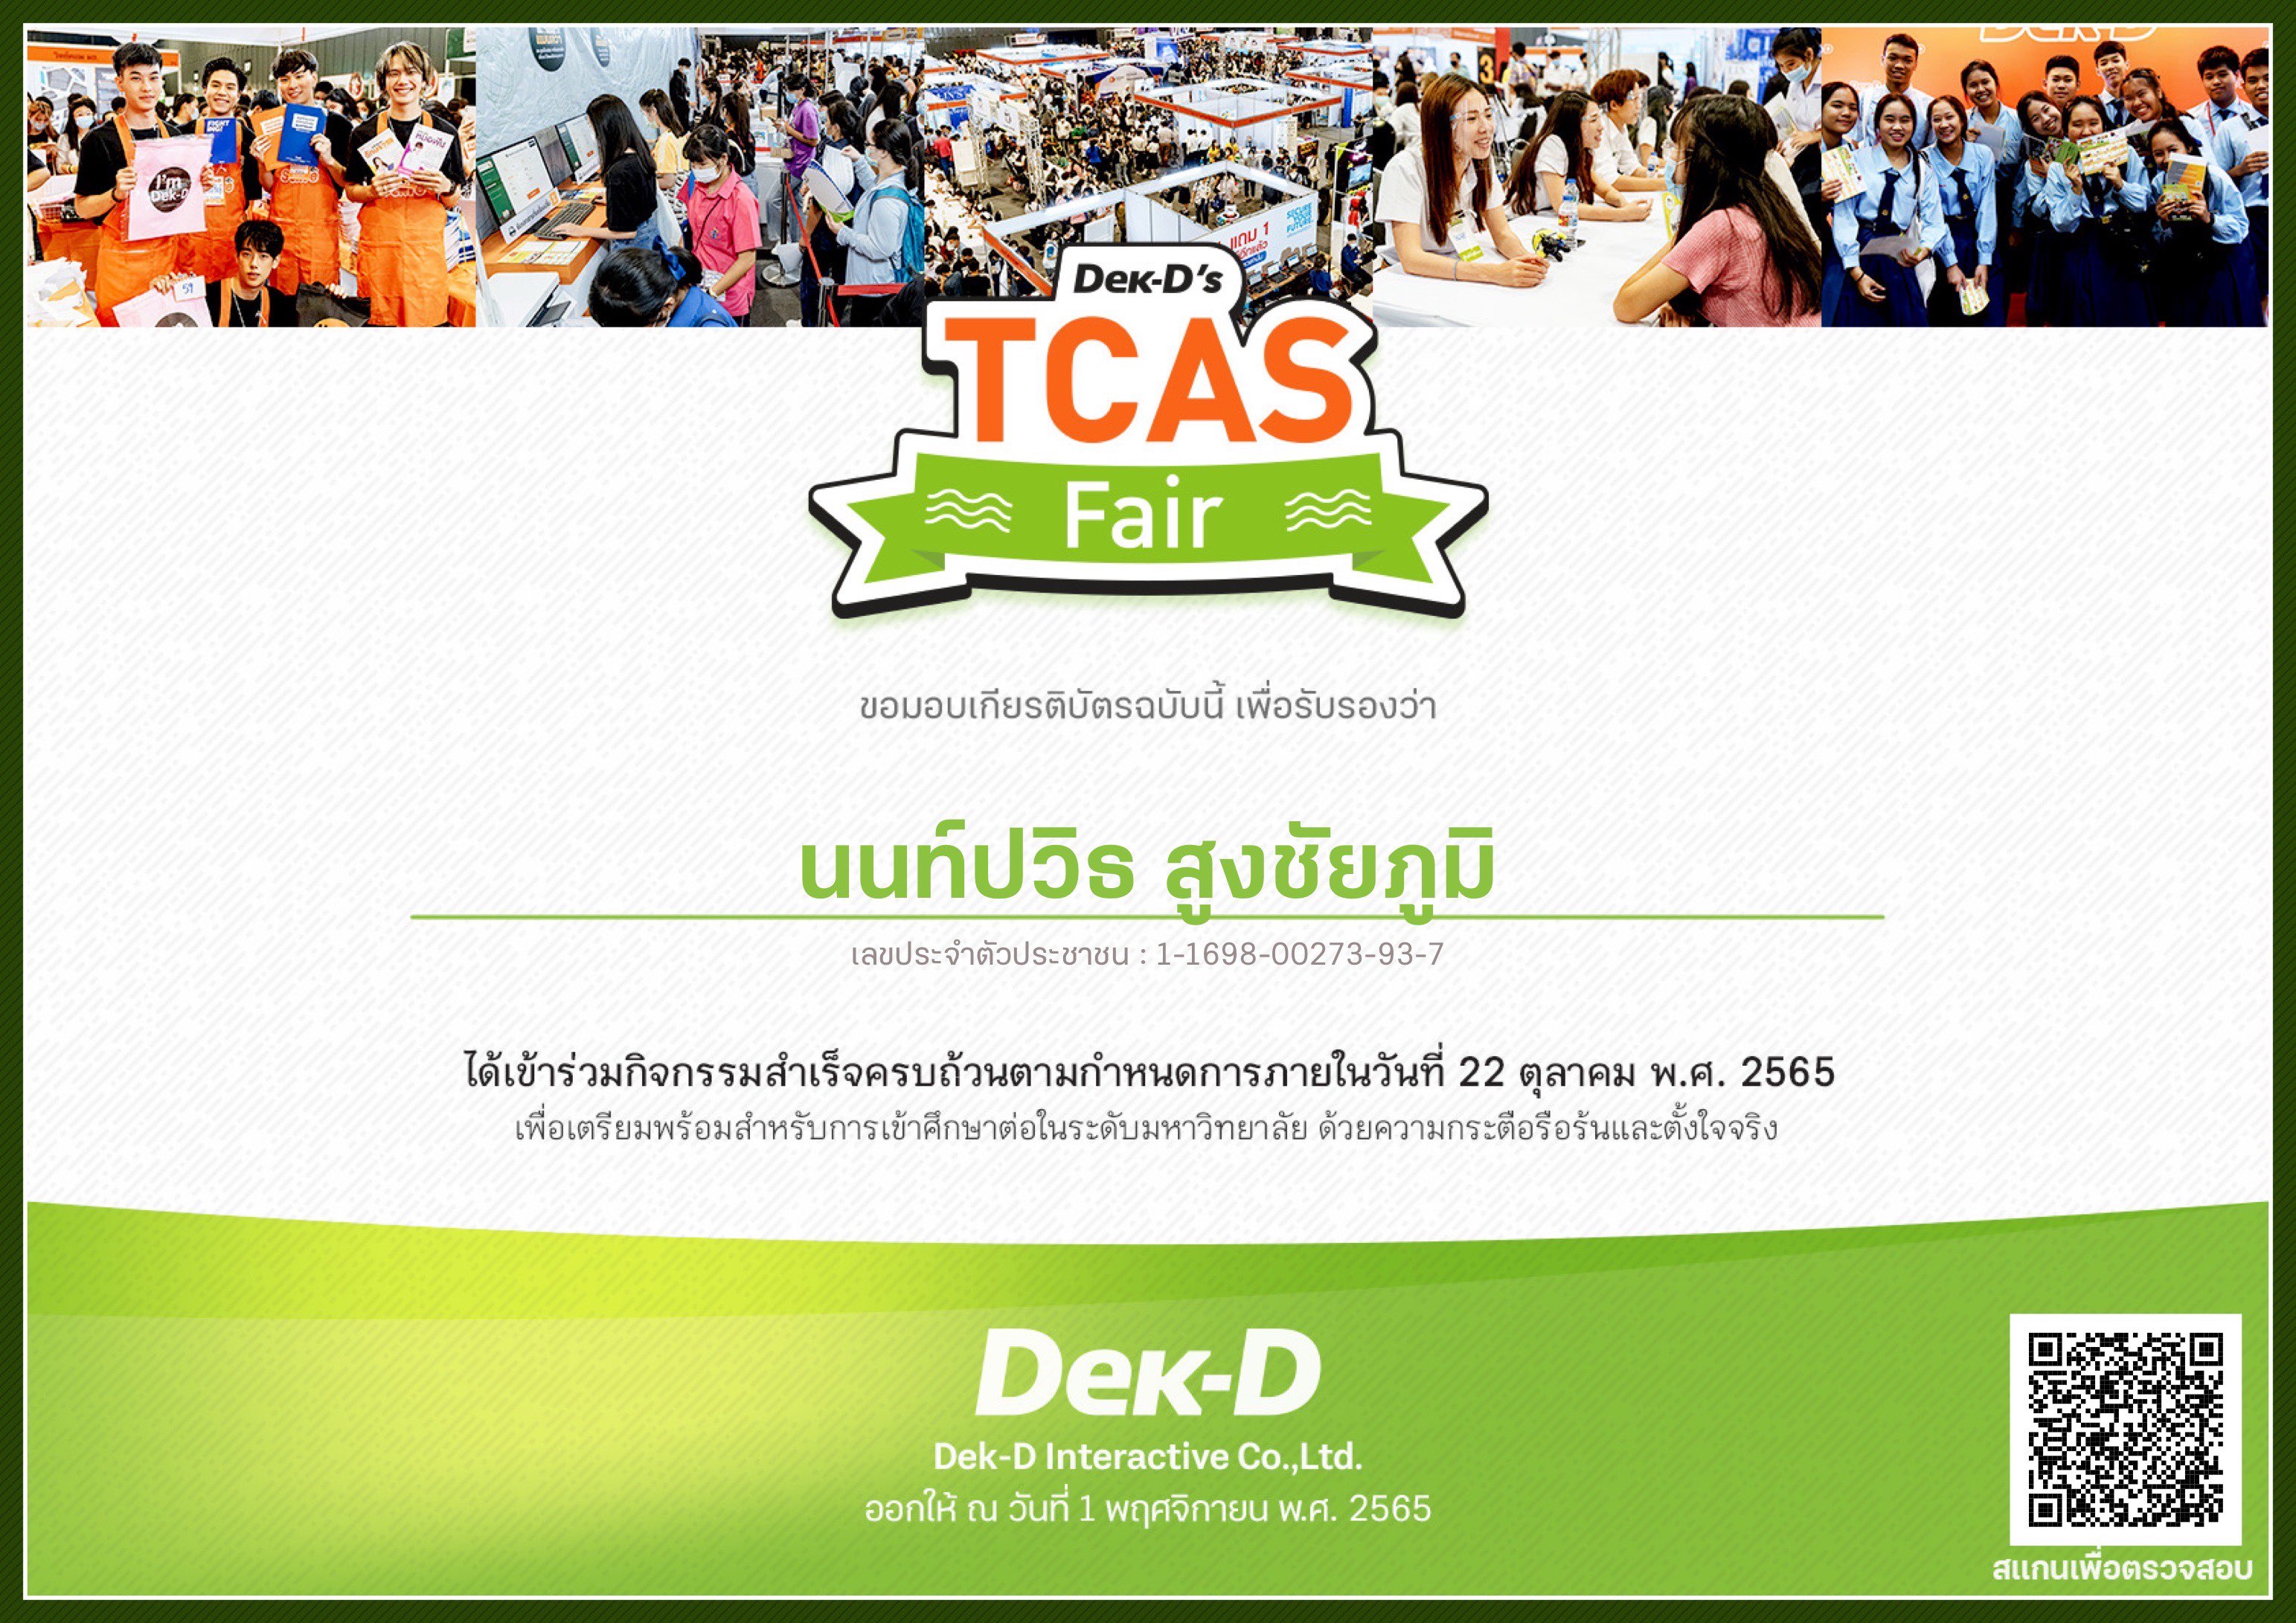 I'm
Dek-D
FIGHT
แถม 1
SECURE
YOUR
FUTURE.
Dek-D's
TCAS
Fair
ขอมอบเกียรติบัตรฉบับนี้ เพื่อรับรองว่า
นนท์ปวิธ สูงชัยภูมิ
เลขประจำตัวประชาชน : 1-1698-00273-93-7
ได้เข้าร่วมกิจกรรมสำเร็จครบถ้วนตามกำหนดการภายในวันที่ 22 ตุลาคม พ.ศ. 2565
เพื่อเตรียมพร้อมสำหรับการเข้าศึกษาต่อในระดับมหาวิทยาลัย ด้วยความกระตือรือร้นและตั้งใจจริง
Dek-D
Dek-D Interactive Co.,Ltd.
ออกให้ ณ วันที่ 1 พฤศจิกายน พ.ศ. 2565
สแกนเพื่อตรวจสอบ